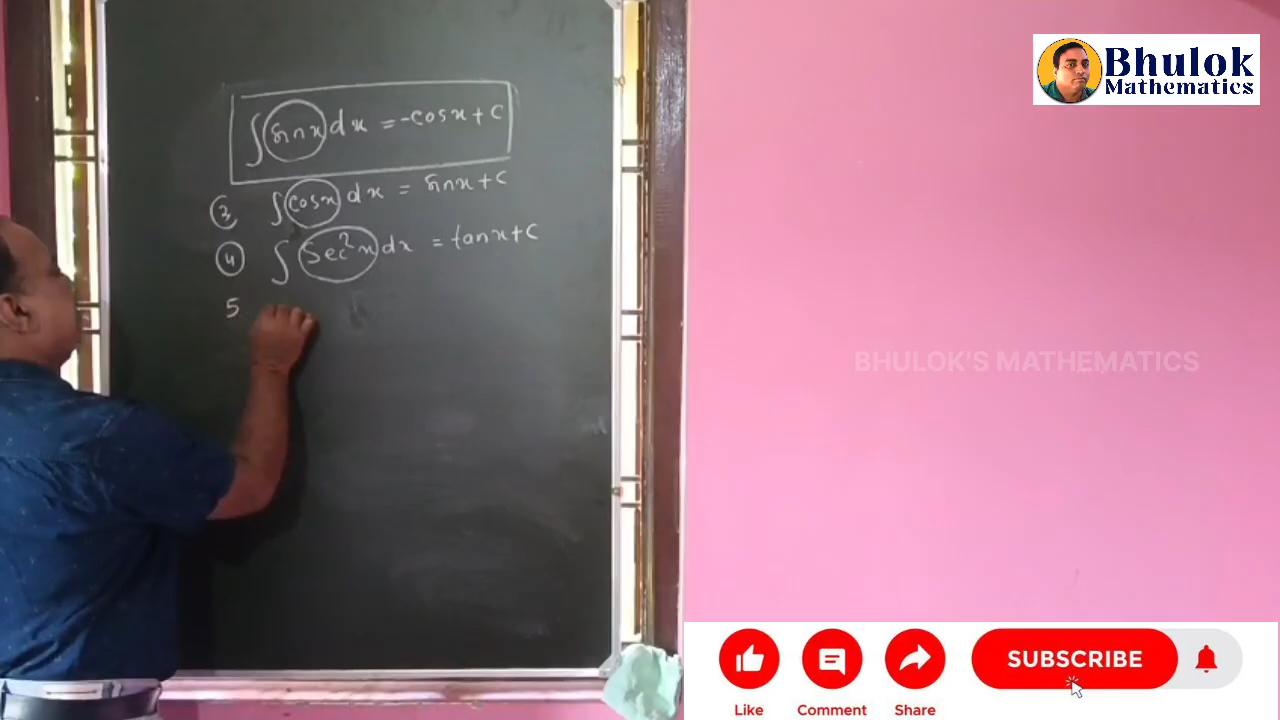 ∫ sinx dx = -cosx + c
③ ∫ cosx dx = sinx + c
④ ∫ Sec²x dx = tanx + c
5
Bhulok
Mathematics
BHULOK'S MATHEMATICS
Like
Comment
Share
SUBSCRIBE